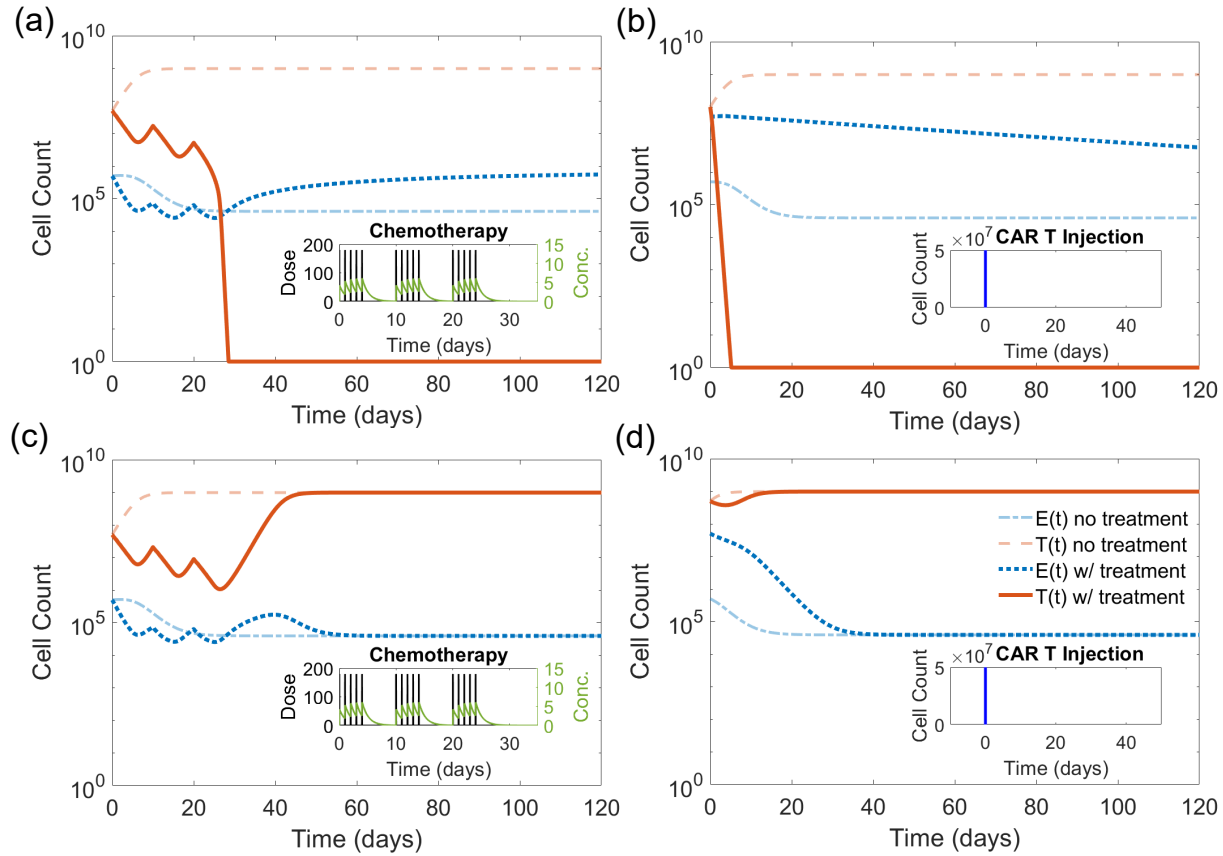 (a)
10^10
10^5
10^0
Cell Count
0 20 40 60 80 100 120
Time (days)
Chemotherapy
200
100
0
Dose
15
10
5
0
Conc.
0 10 20 30
Time (days)
(b)
10^10
10^5
10^0
Cell Count
0 20 40 60 80 100 120
Time (days)
×10^7 CAR T Injection
5
0
Cell Count
0 20 40
Time (days)
(c)
10^10
10^5
10^0
Cell Count
0 20 40 60 80 100 120
Time (days)
Chemotherapy
200
100
0
Dose
15
10
5
0
Conc.
0 10 20 30
Time (days)
(d)
10^10
10^5
10^0
Cell Count
0 20 40 60 80 100 120
Time (days)
E(t) no treatment
T(t) no treatment
E(t) w/ treatment
T(t) w/ treatment
×10^7 CAR T Injection
5
0
Cell Count
0 20 40
Time (days)